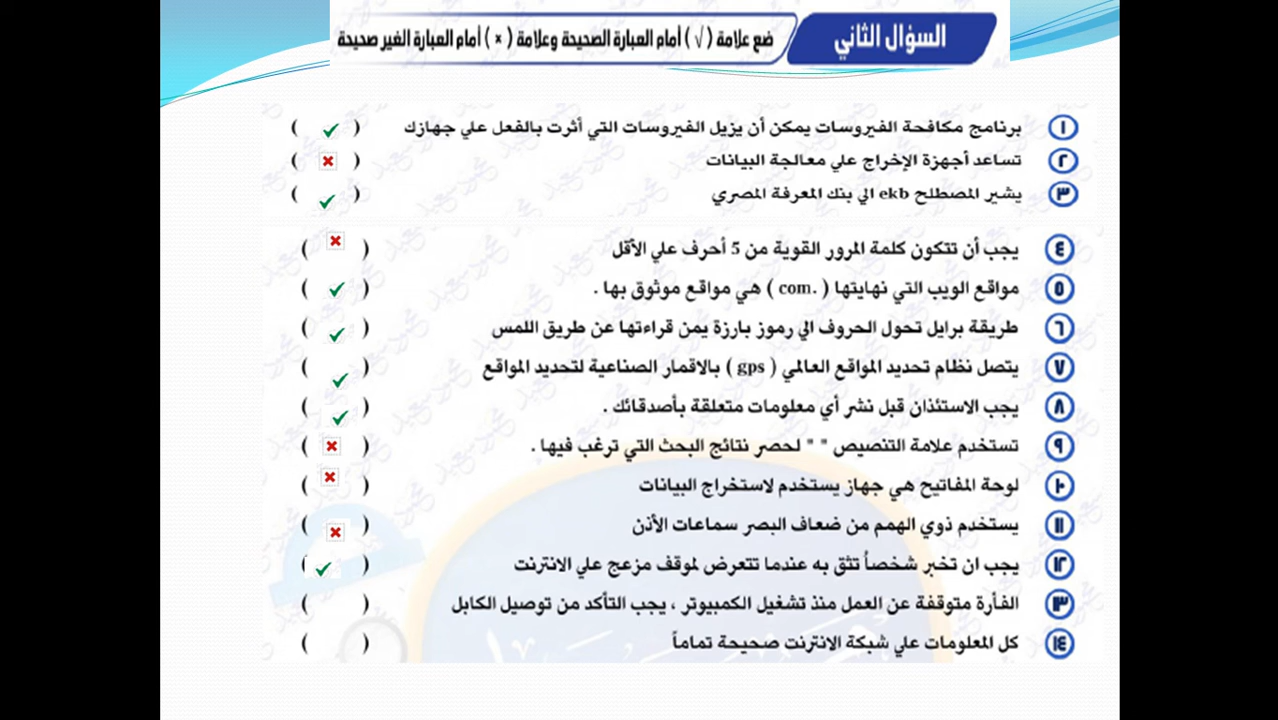 السؤال الثاني
ضع علامة ( √ ) أمام العبارة الصحيحة وعلامة ( × ) أمام العبارة الغير صحيحة
١ برنامج مكافحة الفيروسات يمكن أن يزيل الفيروسات التي أثرت بالفعل علي جهازك ( ✓ )
٢ تساعد أجهزة الإخراج علي معالجة البيانات ( × )
٣ يشير المصطلح ekb الي بنك المعرفة المصري ( ✓ )
٤ يجب أن تتكون كلمة المرور القوية من 5 أحرف علي الأقل ( × )
٥ مواقع الويب التي نهايتها ( .com ) هي مواقع موثوق بها . ( ✓ )
٦ طريقة برايل تحول الحروف الي رموز بارزة يمن قراءتها عن طريق اللمس ( ✓ )
٧ يتصل نظام تحديد المواقع العالمي ( gps ) بالاقمار الصناعية لتحديد المواقع ( ✓ )
٨ يجب الاستئذان قبل نشر أي معلومات متعلقة بأصدقائك . ( ✓ )
٩ تستخدم علامة التنصيص " " لحصر نتائج البحث التي ترغب فيها . ( × )
١٠ لوحة المفاتيح هي جهاز يستخدم لاستخراج البيانات ( × )
١١ يستخدم ذوي الهمم من ضعاف البصر سماعات الأذن ( × )
١٢ يجب ان تخبر شخصاً تثق به عندما تتعرض لموقف مزعج علي الانترنت ( ✓ )
١٣ الفأرة متوقفة عن العمل منذ تشغيل الكمبيوتر ، يجب التأكد من توصيل الكابل ( )
١٤ كل المعلومات علي شبكة الانترنت صحيحة تماماً ( )